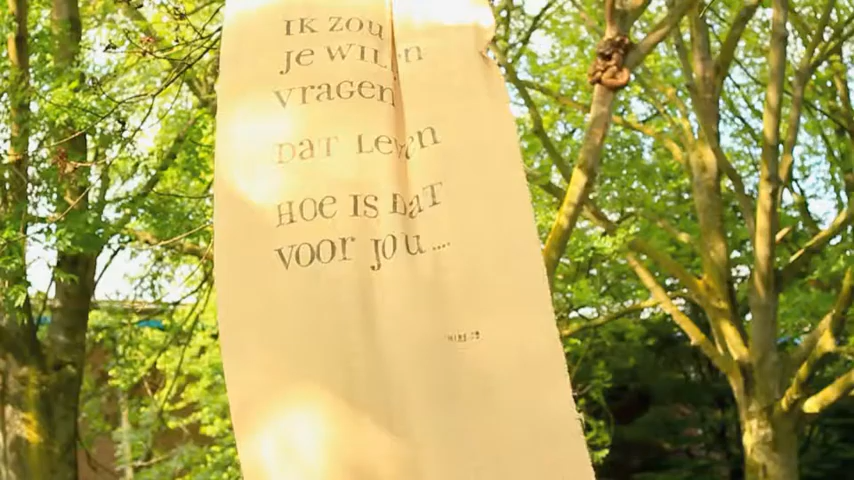 IK ZOU
je WILLen
vragen
DaT Leven
HOe IS DaT
voor jou....